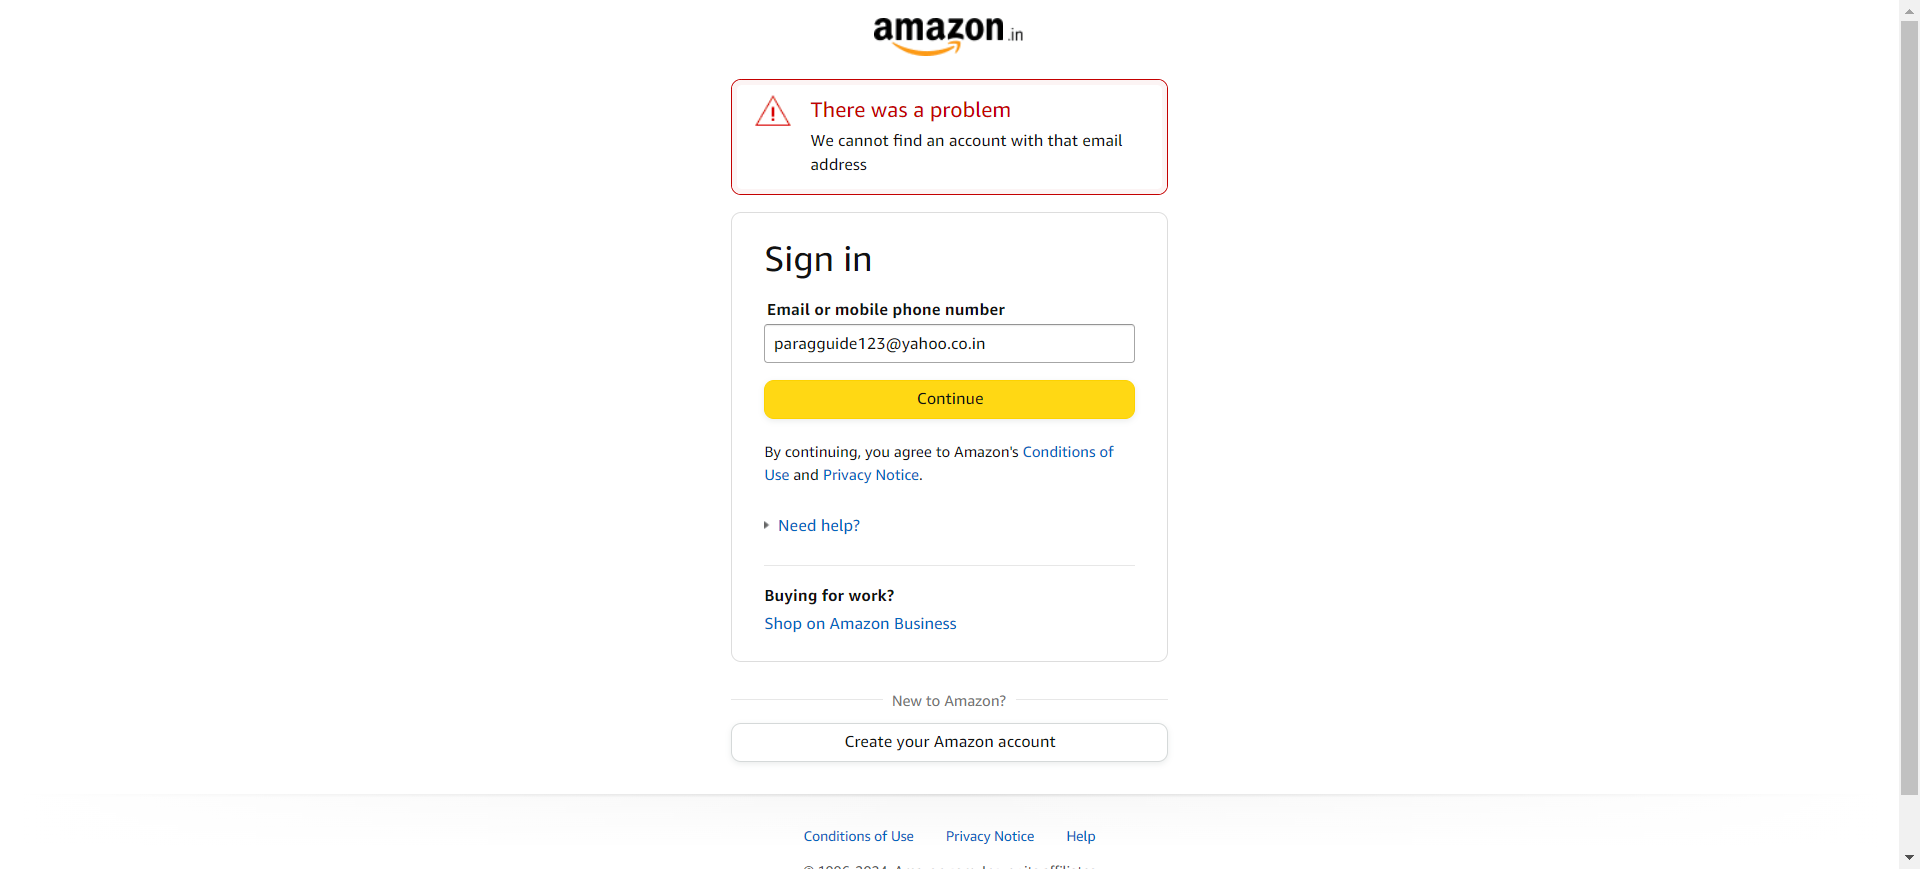 amazon.in
There was a problem
We cannot find an account with that email
address
Sign in
Email or mobile phone number
paragguide123@yahoo.co.in
Continue
By continuing, you agree to Amazon's Conditions of
Use and Privacy Notice.
Need help?
Buying for work?
Shop on Amazon Business
New to Amazon?
Create your Amazon account
Conditions of Use Privacy Notice Help